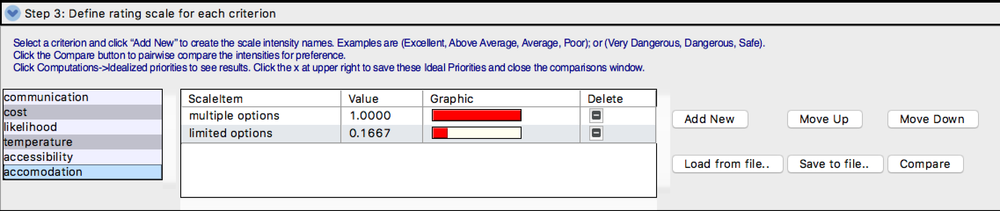 Step 3: Define rating scale for each criterion
Select a criterion and click “Add New” to create the scale intensity names. Examples are (Excellent, Above Average, Average, Poor); or (Very Dangerous, Dangerous, Safe).
Click the Compare button to pairwise compare the intensities for preference.
Click Computations->Idealized priorities to see results. Click the x at upper right to save these Ideal Priorities and close the comparisons window.
communication
cost
likelihood
temperature
accessibility
accomodation
ScaleItem Value Graphic Delete
multiple options 1.0000
limited options 0.1667
Add New Move Up Move Down
Load from file.. Save to file.. Compare